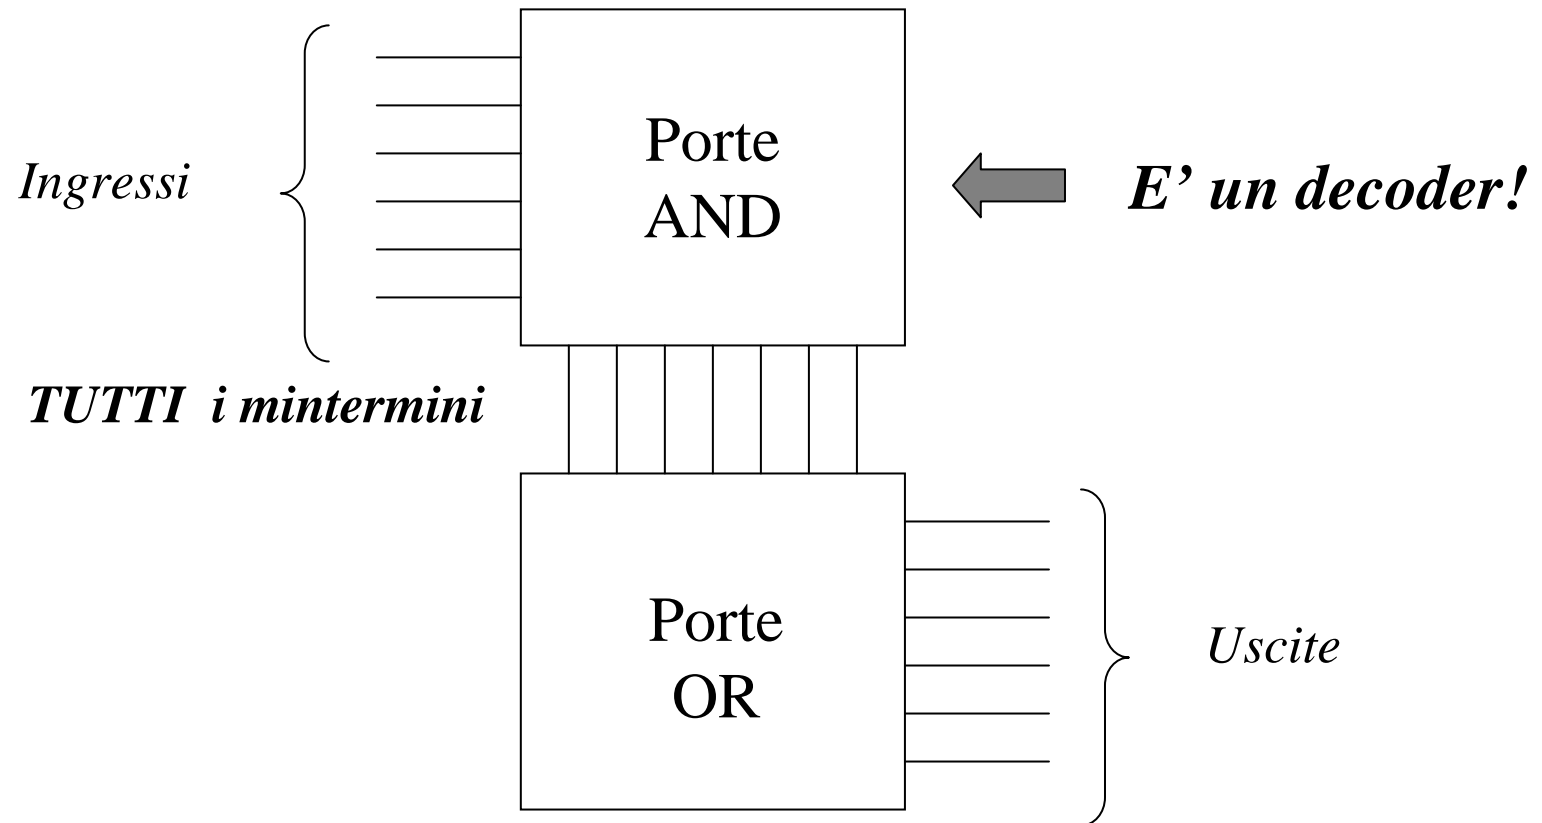 Porte
AND
Ingressi
E’ un decoder!
TUTTI i mintermini
Porte
OR
Uscite